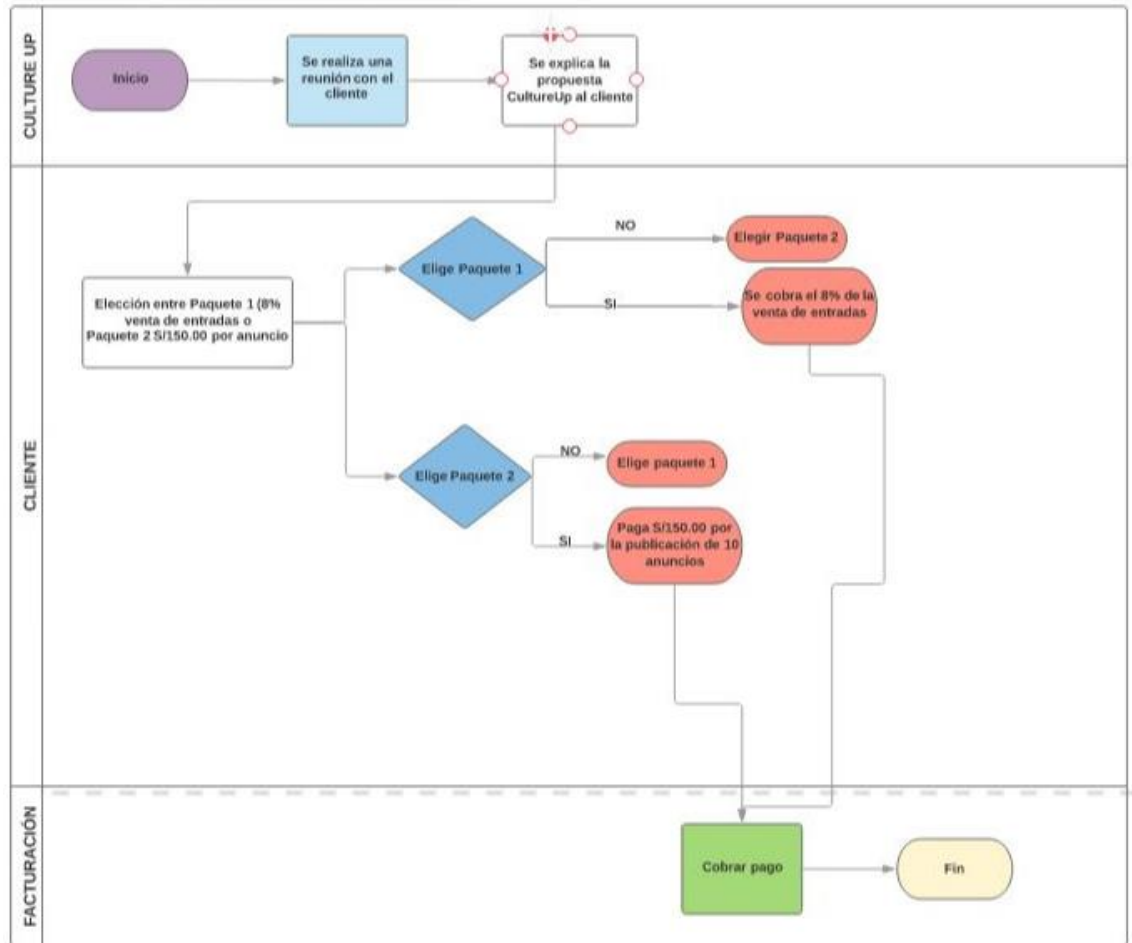 CULTURE UP
Inicio
Se realiza una
reunión con el
cliente
Se explica la
propuesta
CultureUp al cliente
CLIENTE
Elección entre Paquete 1 (8%
venta de entradas o
Paquete 2 S/150.00 por anuncio
Elige Paquete 1
NO
Elegir Paquete 2
SI
Se cobra el 8% de la
venta de entradas
Elige Paquete 2
NO
Elige paquete 1
SI
Paga S/150.00 por
la publicación de 10
anuncios
FACTURACIÓN
Cobrar pago
Fin